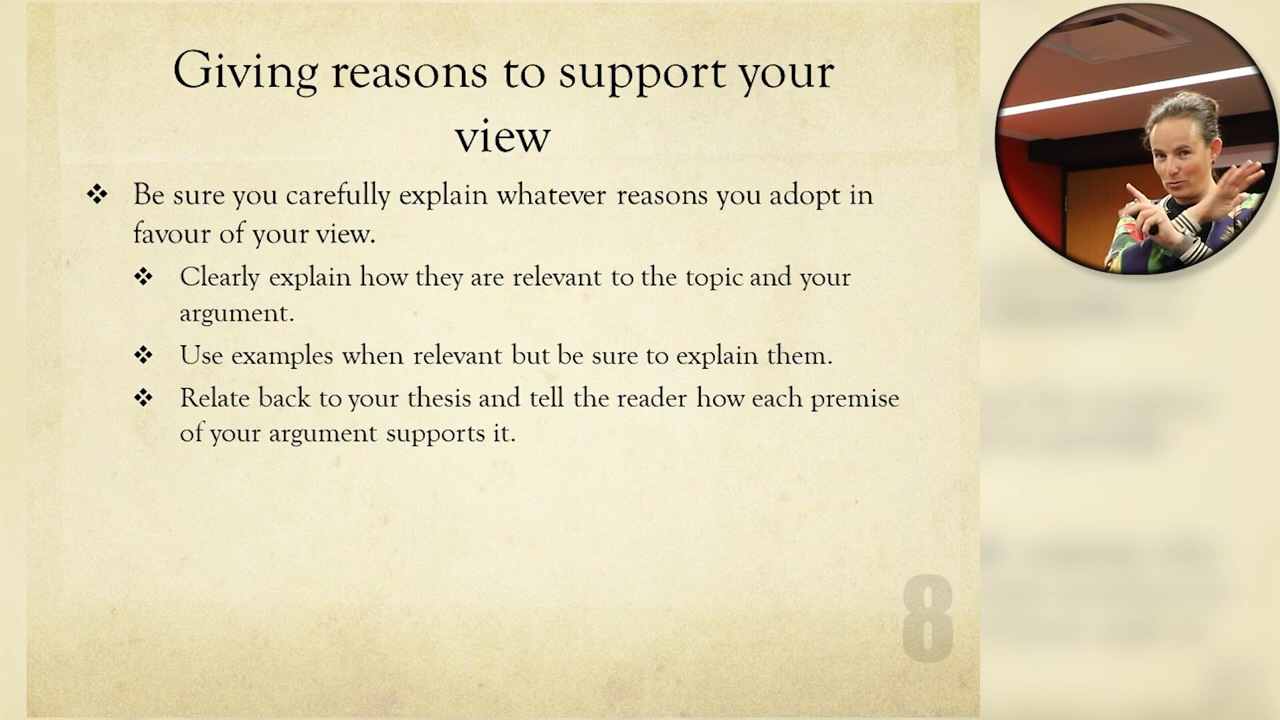 Giving reasons to support your
view
❖ Be sure you carefully explain whatever reasons you adopt in
favour of your view.
❖ Clearly explain how they are relevant to the topic and your
argument.
❖ Use examples when relevant but be sure to explain them.
❖ Relate back to your thesis and tell the reader how each premise
of your argument supports it.
8